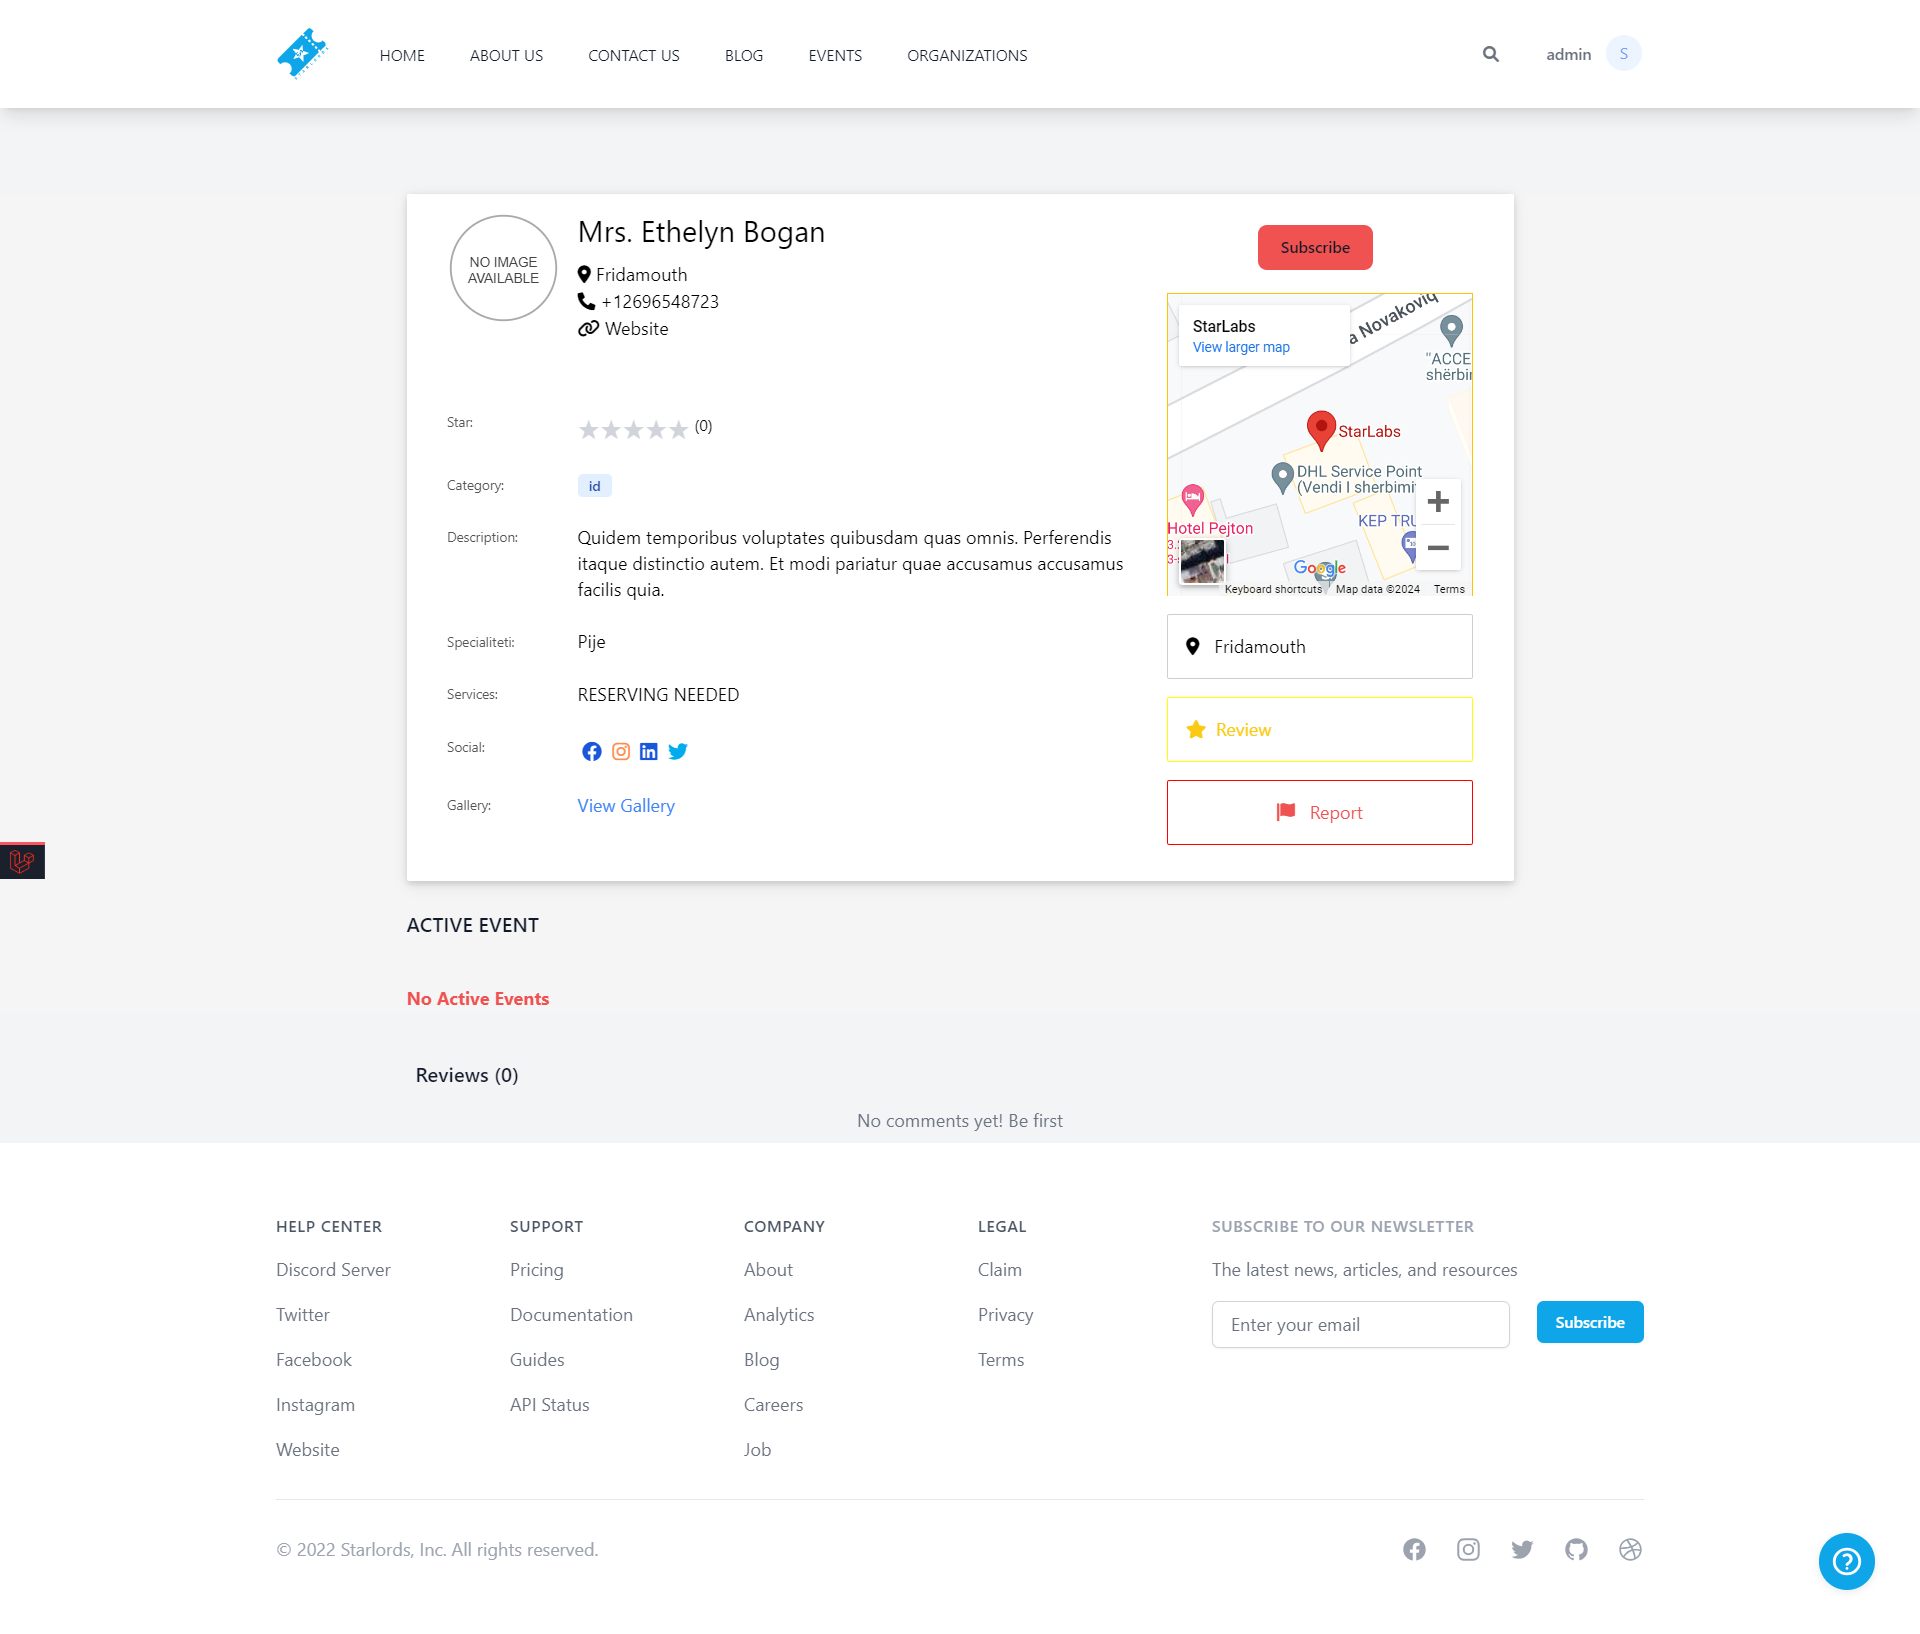 HOME ABOUT US CONTACT US BLOG EVENTS ORGANIZATIONS admin S
NO IMAGE
AVAILABLE
Mrs. Ethelyn Bogan
Fridamouth
+12696548723
Website
Star: (0)
Category: id
Description: Quidem temporibus voluptates quibusdam quas omnis. Perferendis
itaque distinctio autem. Et modi pariatur quae accusamus accusamus
facilis quia.
Specialiteti: Pije
Services: RESERVING NEEDED
Social:
Gallery: View Gallery
Subscribe
StarLabs
View larger map
a Novakoviq
"ACCE
shërbi
StarLabs
DHL Service Point
(Vendi I sherbimi
KEP TRU
Hotel Pejton
Google
Keyboard shortcuts Map data ©2024 Terms
Fridamouth
Review
Report
ACTIVE EVENT
No Active Events
Reviews (0)
No comments yet! Be first
HELP CENTER
Discord Server
Twitter
Facebook
Instagram
Website
SUPPORT
Pricing
Documentation
Guides
API Status
COMPANY
About
Analytics
Blog
Careers
Job
LEGAL
Claim
Privacy
Terms
SUBSCRIBE TO OUR NEWSLETTER
The latest news, articles, and resources
Enter your email Subscribe
© 2022 Starlords, Inc. All rights reserved.